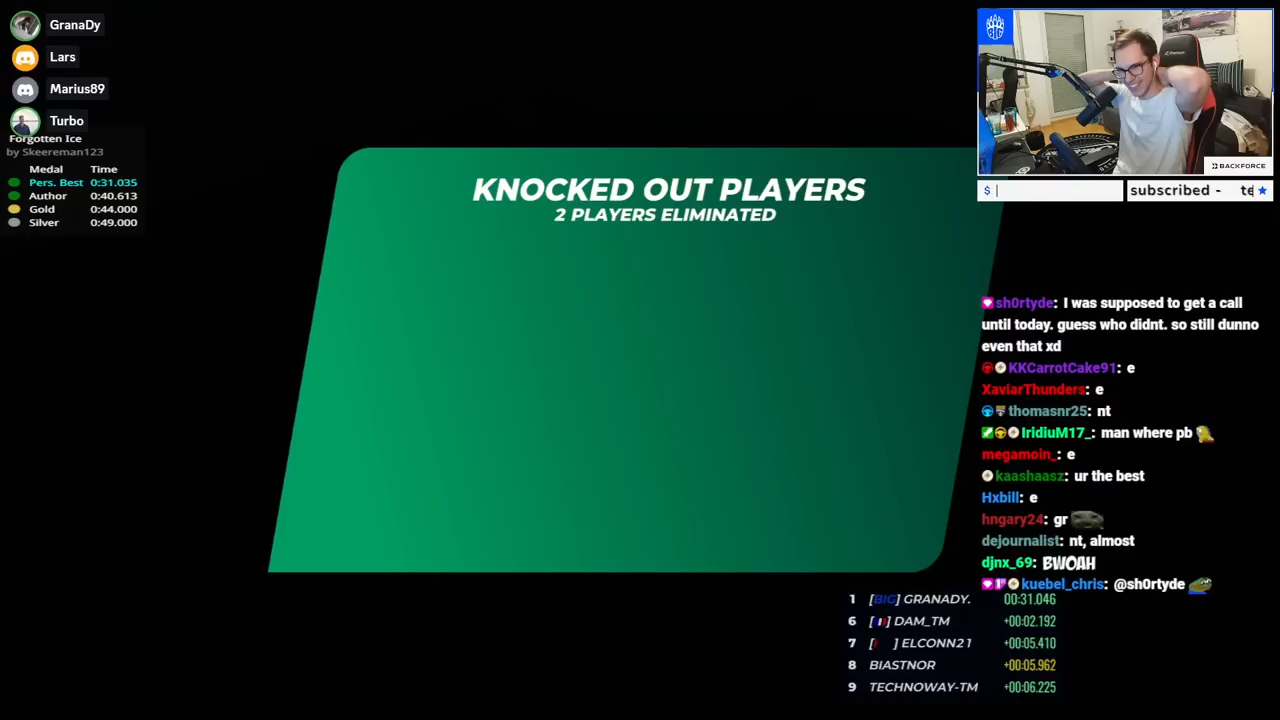 GranaDy
Lars
Marius89
Turbo
Forgotten Ice
by Skeereman123
Medal Time
Pers. Best 0:31.035
Author 0:40.613
Gold 0:44.000
Silver 0:49.000
KNOCKED OUT PLAYERS
2 PLAYERS ELIMINATED
BIG
BACKFORCE
$
subscribed - te
sh0rtyde: I was supposed to get a call
until today. guess who didnt. so still dunno
even that xd
KKCarrotCake91: e
XaviarThunders: e
thomasnr25: nt
IridiuM17_: man where pb
megamoin_: e
kaashaasz: ur the best
Hxbill: e
hngary24: gr
dejournalist: nt, almost
djnx_69: BWOAH
kuebel_chris: @sh0rtyde
1 [BIG] GRANADY. 00:31.046
6 [ ] DAM_TM +00:02.192
7 [ ] ELCONN21 +00:05.410
8 BIASTNOR +00:05.962
9 TECHNOWAY-TM +00:06.225